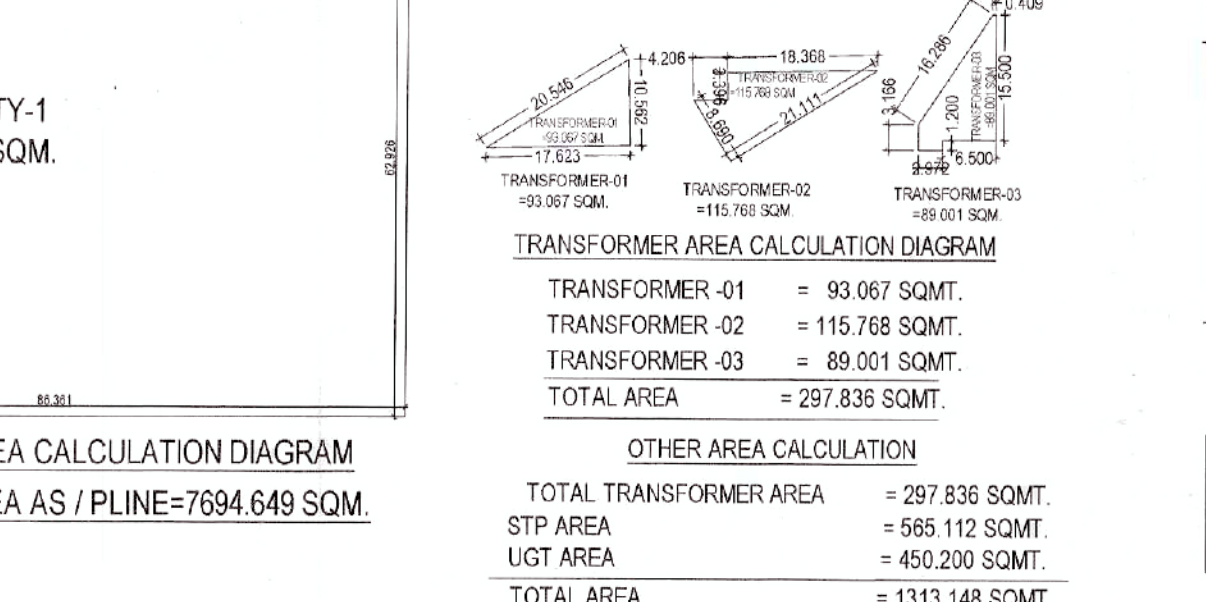 TY-1
SQM.
62.926
86.361
EA CALCULATION DIAGRAM
EA AS / PLINE=7694.649 SQM.
20.546
4.206
10.562
TRANSFORMER-01
=93.067 SQM.
17.623
TRANSFORMER-01
=93.067 SQM.
18.368
3.396
TRANSFORMER-02
=115.768 SQM
8.690
21.111
TRANSFORMER-02
=115.768 SQM.
0.409
16.286
3.166
TRANSFORMER-03
=89.001 SQM.
15.500
1.200
6.500
2.972
TRANSFORMER-03
=89.001 SQM.
TRANSFORMER AREA CALCULATION DIAGRAM
TRANSFORMER -01 = 93.067 SQMT.
TRANSFORMER -02 = 115.768 SQMT.
TRANSFORMER -03 = 89.001 SQMT.
TOTAL AREA = 297.836 SQMT.
OTHER AREA CALCULATION
TOTAL TRANSFORMER AREA = 297.836 SQMT.
STP AREA = 565.112 SQMT.
UGT AREA = 450.200 SQMT.
TOTAL AREA = 1313.148 SQMT